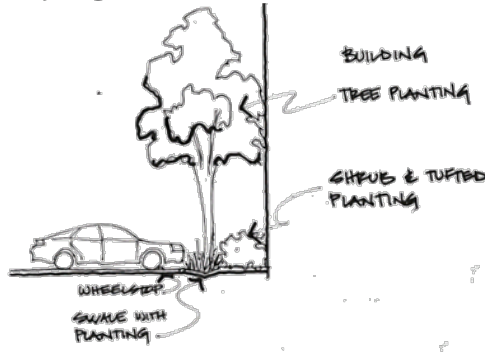 BUILDING
TREE PLANTING
SHRUB & TUFTED
PLANTING
WHEELSTOP
SWALE WITH
PLANTING